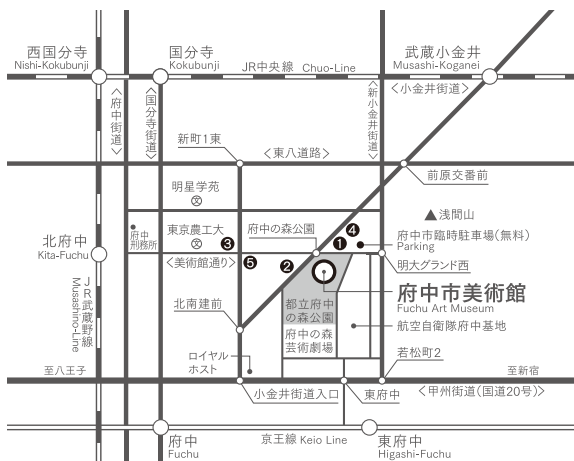 西国分寺
Nishi-Kokubunji
国分寺
Kokubunji
JR中央線 Chuo-Line
武蔵小金井
Musashi-Koganei
〈府中街道〉
〈国分寺街道〉
〈新小金井街道〉
〈小金井街道〉
新町1東
〈東八道路〉
前原交番前
明星学苑
文
▲浅間山
府中刑務所
東京農工大
文
❸
府中の森公園
❹
❶
府中市臨時駐車場(無料)
Parking
北府中
Kita-Fuchu
〈美術館通り〉
❺
❷
明大グランド西
府中市美術館
Fuchu Art Museum
JR武蔵野線
Musashino-Line
都立府中の森公園
府中の森芸術劇場
航空自衛隊府中基地
北南建前
ロイヤルホスト
若松町2
至八王子
至新宿
小金井街道入口
東府中
〈甲州街道(国道20号)〉
府中
Fuchu
京王線 Keio Line
東府中
Higashi-Fuchu